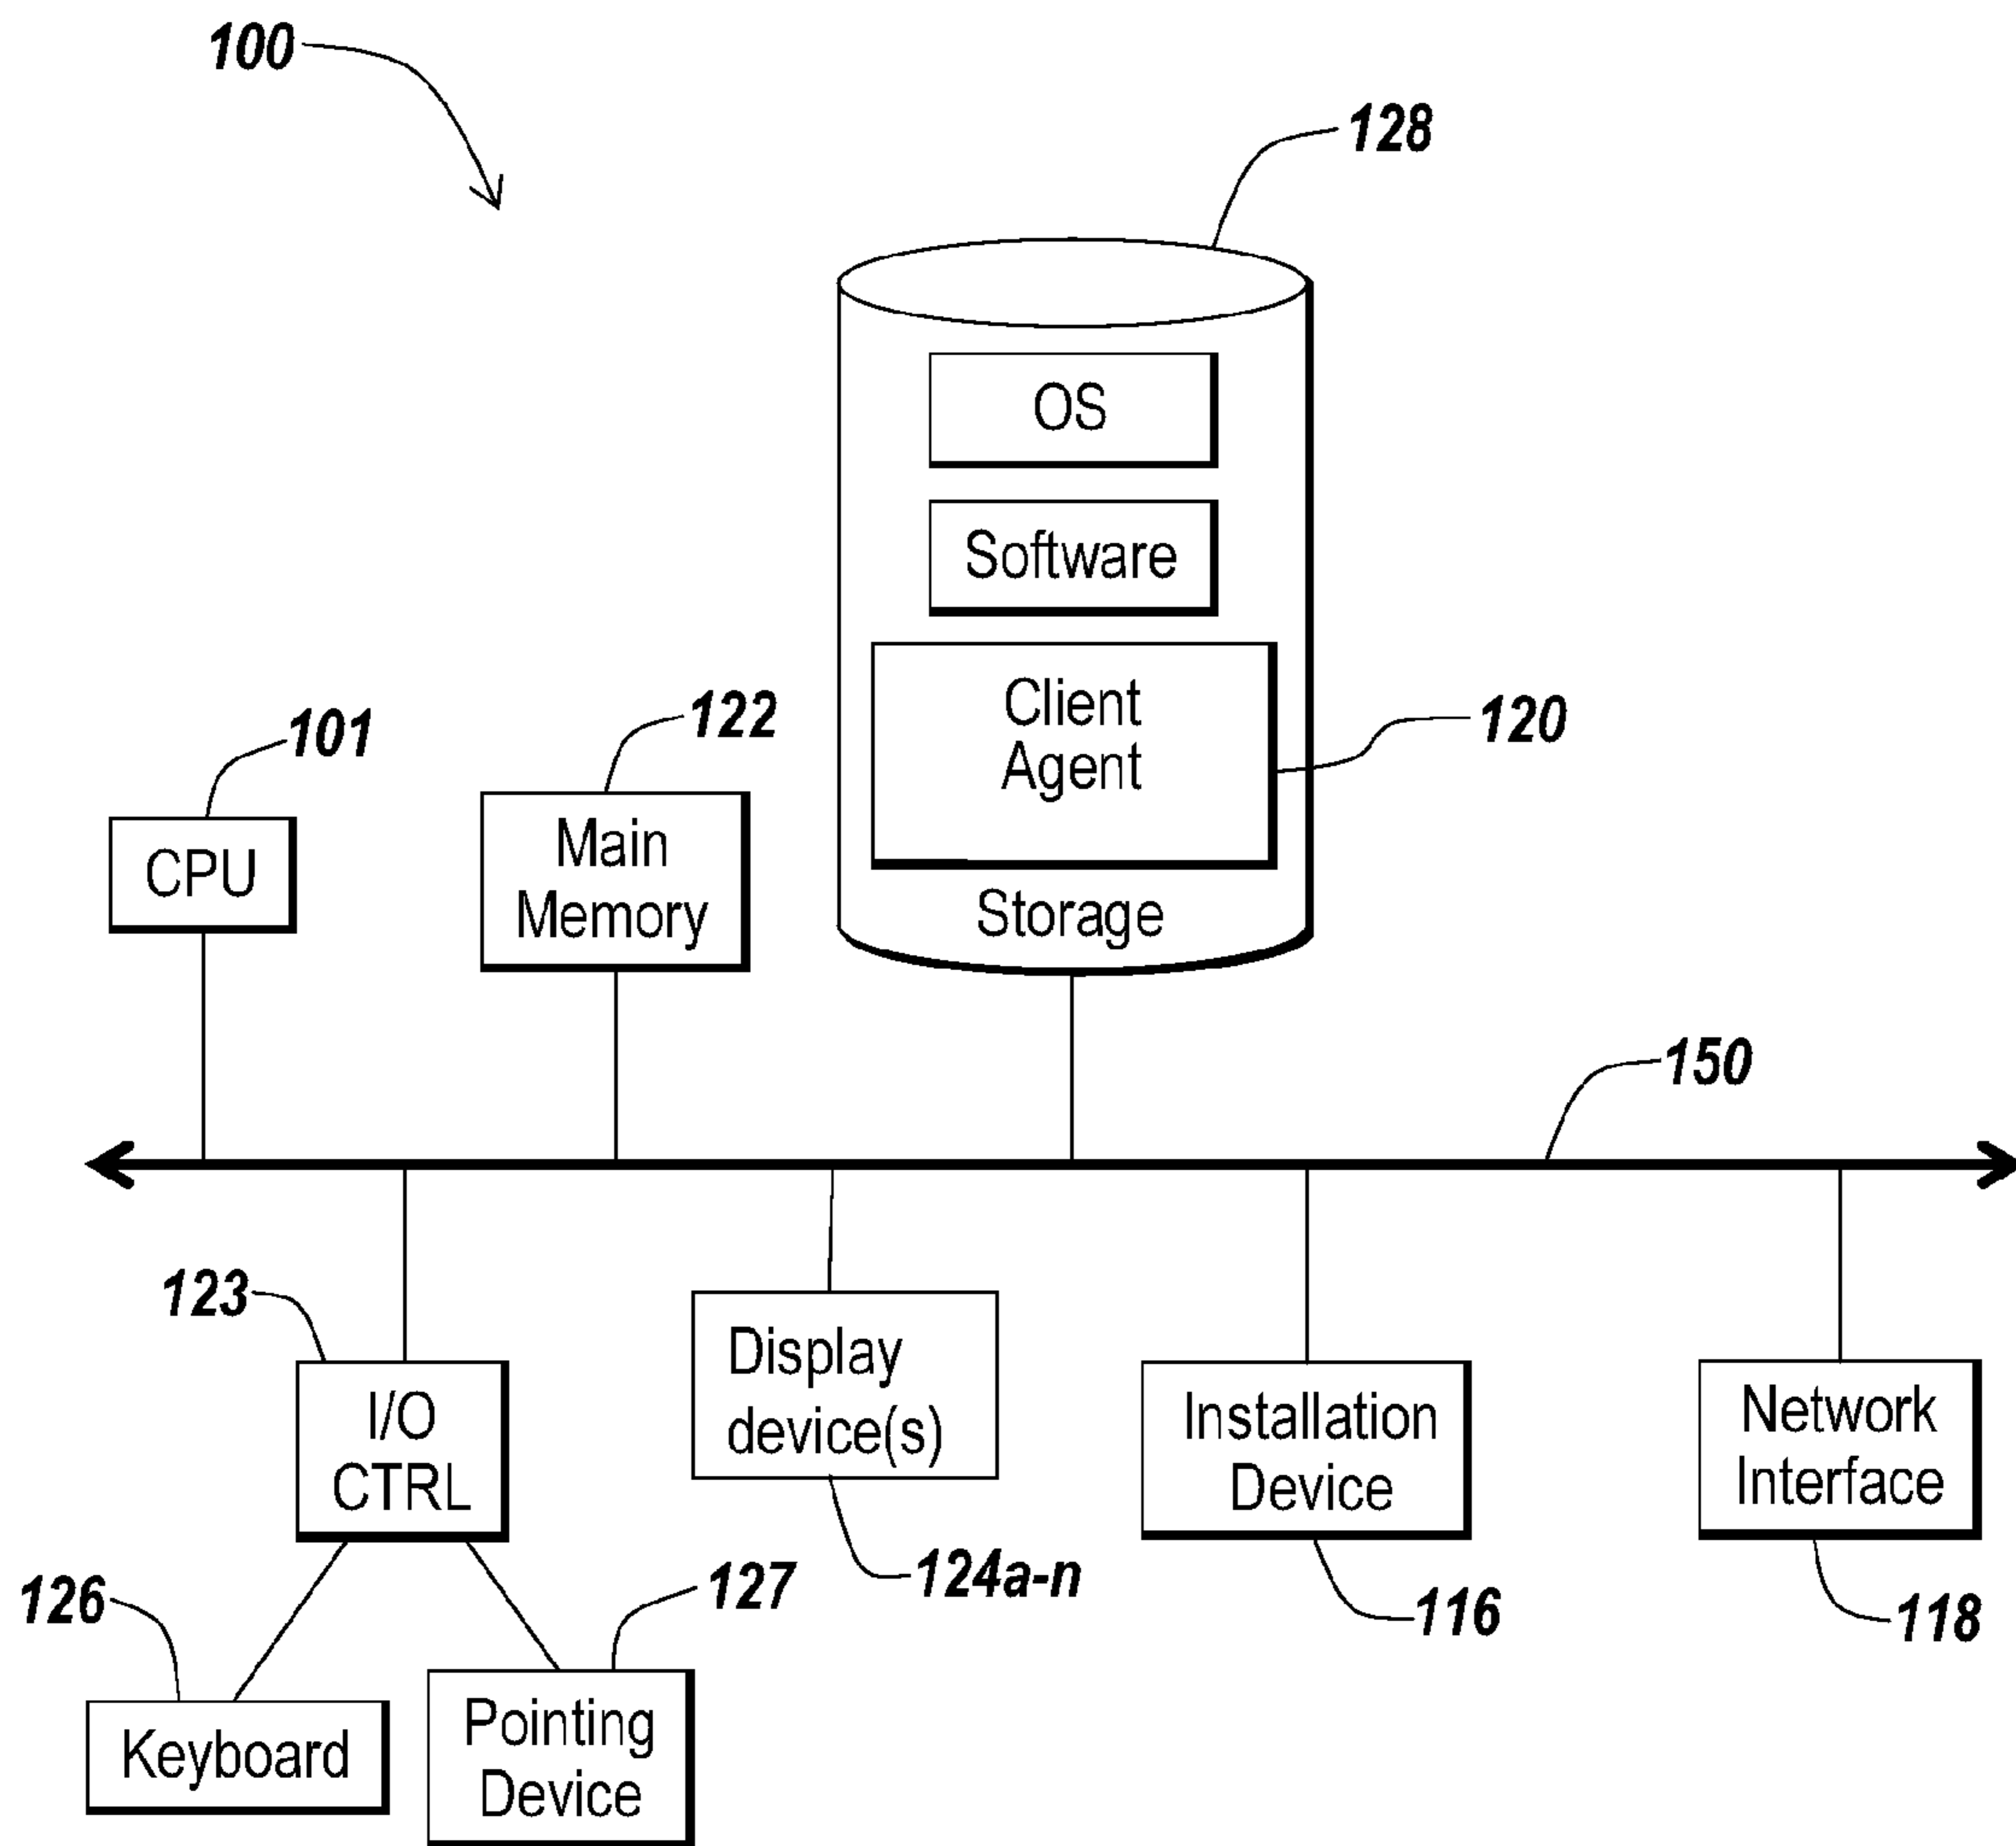 100
128
OS
Software
Client
Agent
120
Storage
101
CPU
122
Main
Memory
150
123
I/O
CTRL
Display
device(s)
124a-n
Installation
Device
116
Network
Interface
118
126
Keyboard
127
Pointing
Device